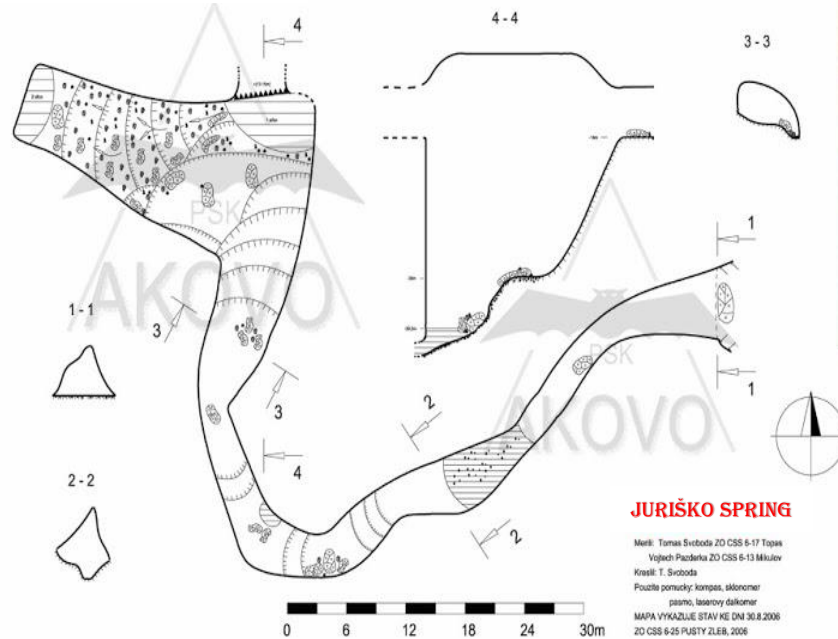 4
4 - 4
3 - 3
PSK
AKOVO
1
1 - 1
3
3
PSK
AKOVO
1
2
4
2 - 2
2
JURIŠKO SPRING
Merili: Tomas Svoboda ZO CSS 6-17 Topas
Vojtech Pazderka ZO CSS 6-13 Mikulov
Kreslil: T. Svoboda
Pouzite pomucky: kompas, sklonomer
pasmo, laserovy dalkomer
MAPA VYKAZUJE STAV KE DNI 30.8.2006
ZO CSS 6-25 PUSTY ZLEB, 2006
0 6 12 18 24 30m